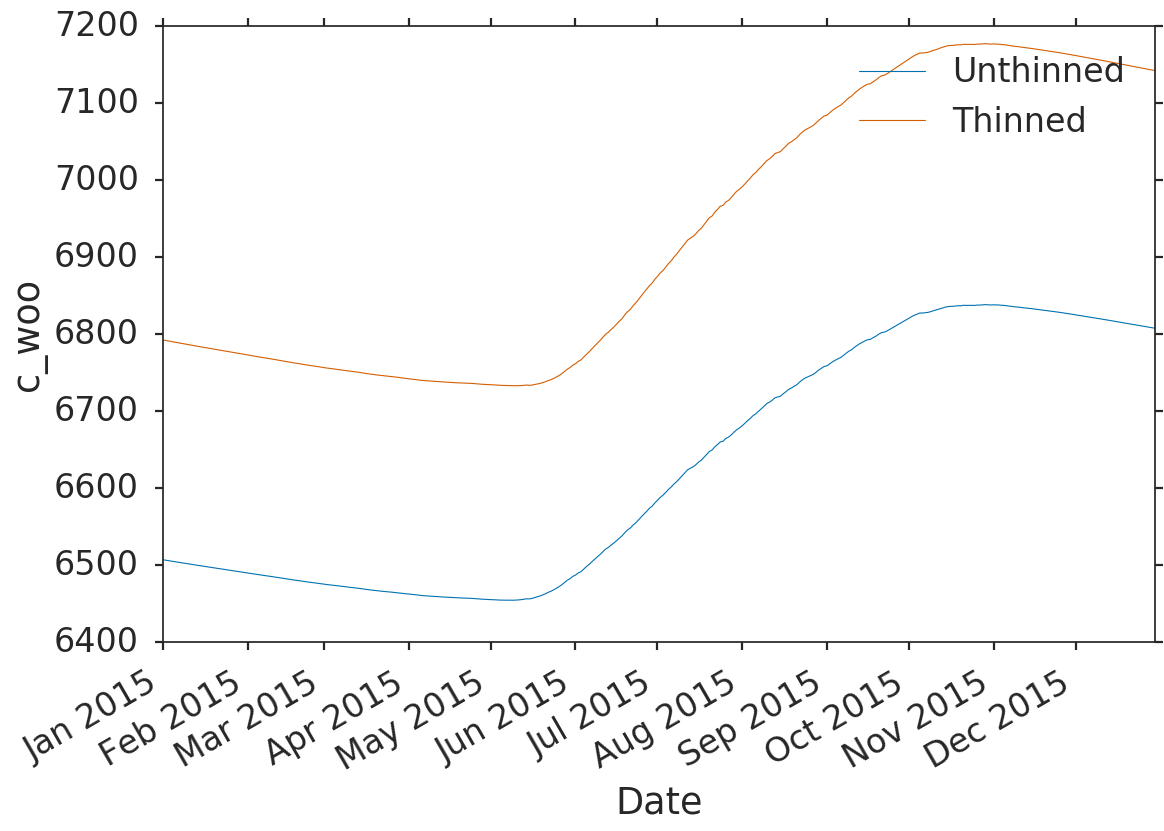 7200
7100
7000
6900
6800
6700
6600
6500
6400
c_woo
Unthinned
Thinned
Jan 2015
Feb 2015
Mar 2015
Apr 2015
May 2015
Jun 2015
Jul 2015
Aug 2015
Sep 2015
Oct 2015
Nov 2015
Dec 2015
Date